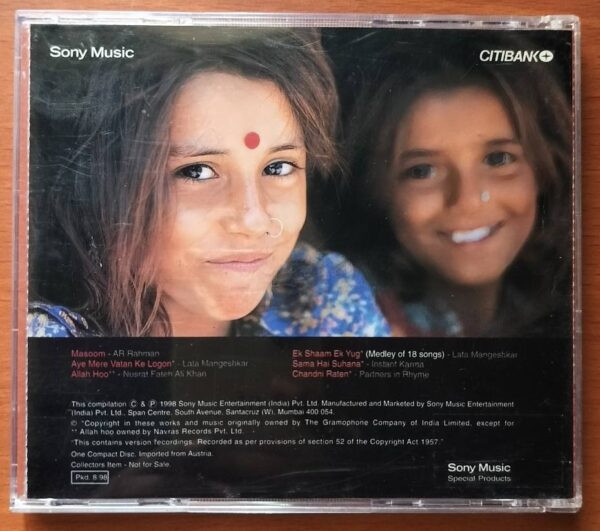 Sony Music
CITIBANK
Masoom - AR Rahman
Aye Mere Vatan Ke Logon* - Lata Mangeshkar
Allah Hoo** - Nusrat Fateh Ali Khan
Ek Shaam Ek Yug* (Medley of 18 songs) - Lata Mangeshkar
Sama Hai Suhana* - Instant Karma
Chandni Raten* - Partners in Rhyme
This compilation Ⓒ & Ⓟ 1998 Sony Music Entertainment (India) Pvt. Ltd. Manufactured and Marketed by Sony Music Entertainment
(India) Pvt. Ltd., Span Centre, South Avenue, Santacruz (W), Mumbai 400 054.
Ⓒ *Copyright in these works and music originally owned by The Gramophone Company of India Limited, except for
** Allah hoo owned by Navras Records Pvt. Ltd.
"This contains version recordings. Recorded as per provisions of section 52 of the Copyright Act 1957."
One Compact Disc. Imported from Austria.
Collectors Item - Not for Sale.
Pkd. 8 98
Sony Music
Special Products